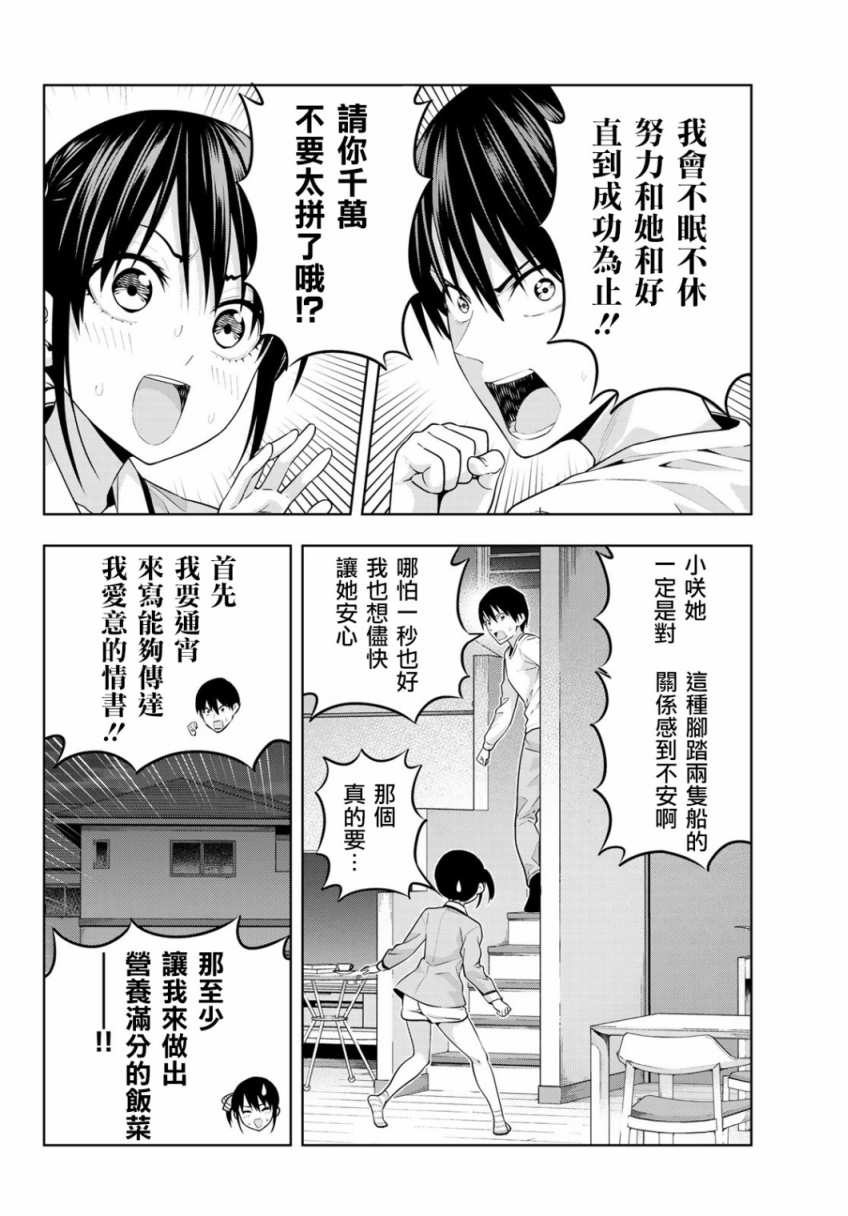 我會不眠不休
努力和她和好
直到成功為止!!
請你千萬
不要太拼了哦!?
小咲她
一定是對
這種腳踏兩隻船的
關係感到不安啊
哪怕一秒也好
我也想儘快
讓她安心
那個
真的要…
首先
我要通宵
來寫能夠傳達
我愛意的情書!!
那至少
讓我來做出
營養滿分的飯菜
——!!